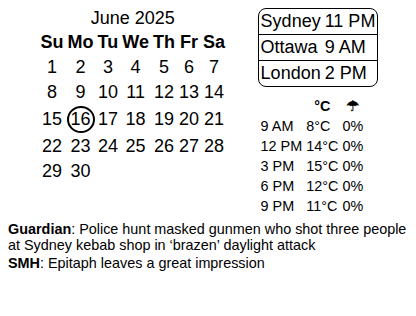 June 2025
Su Mo Tu We Th Fr Sa
1 2 3 4 5 6 7
8 9 10 11 12 13 14
15 16 17 18 19 20 21
22 23 24 25 26 27 28
29 30
Sydney 11 PM
Ottawa 9 AM
London 2 PM
°C ☂
9 AM 8°C 0%
12 PM 14°C 0%
3 PM 15°C 0%
6 PM 12°C 0%
9 PM 11°C 0%
Guardian: Police hunt masked gunmen who shot three people
at Sydney kebab shop in ‘brazen’ daylight attack
SMH: Epitaph leaves a great impression